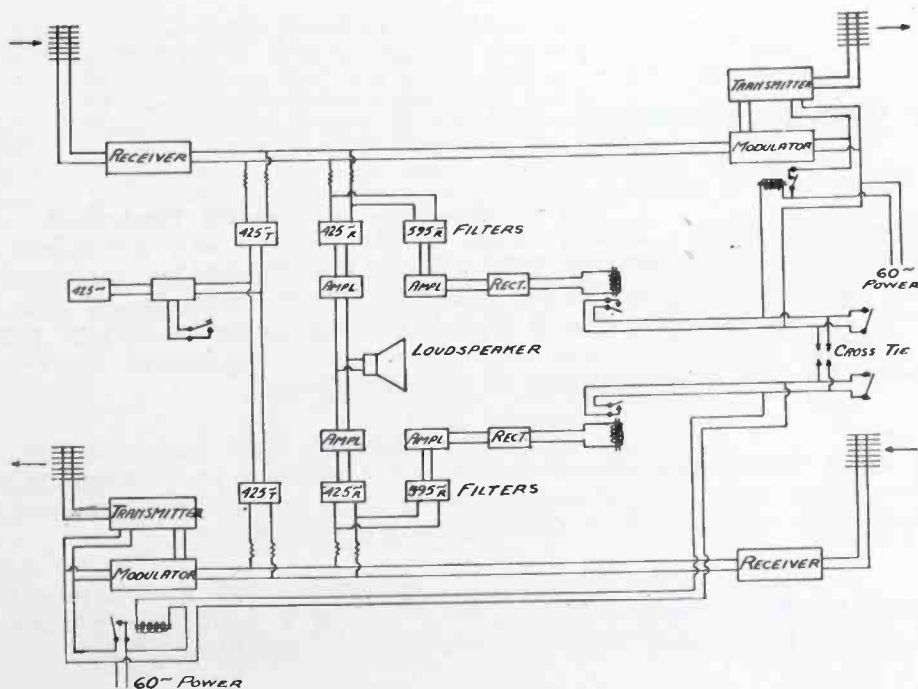 TRANSMITTER
RECEIVER
MODULATOR
425~T
425~R
595~R
FILTERS
60~
POWER
425~
AMPL
AMPL
RECT.
LOUDSPEAKER
CROSS TIE
AMPL
AMPL
RECT.
425~T
425~R
595~R
FILTERS
TRANSMITTER
MODULATOR
RECEIVER
60~ POWER